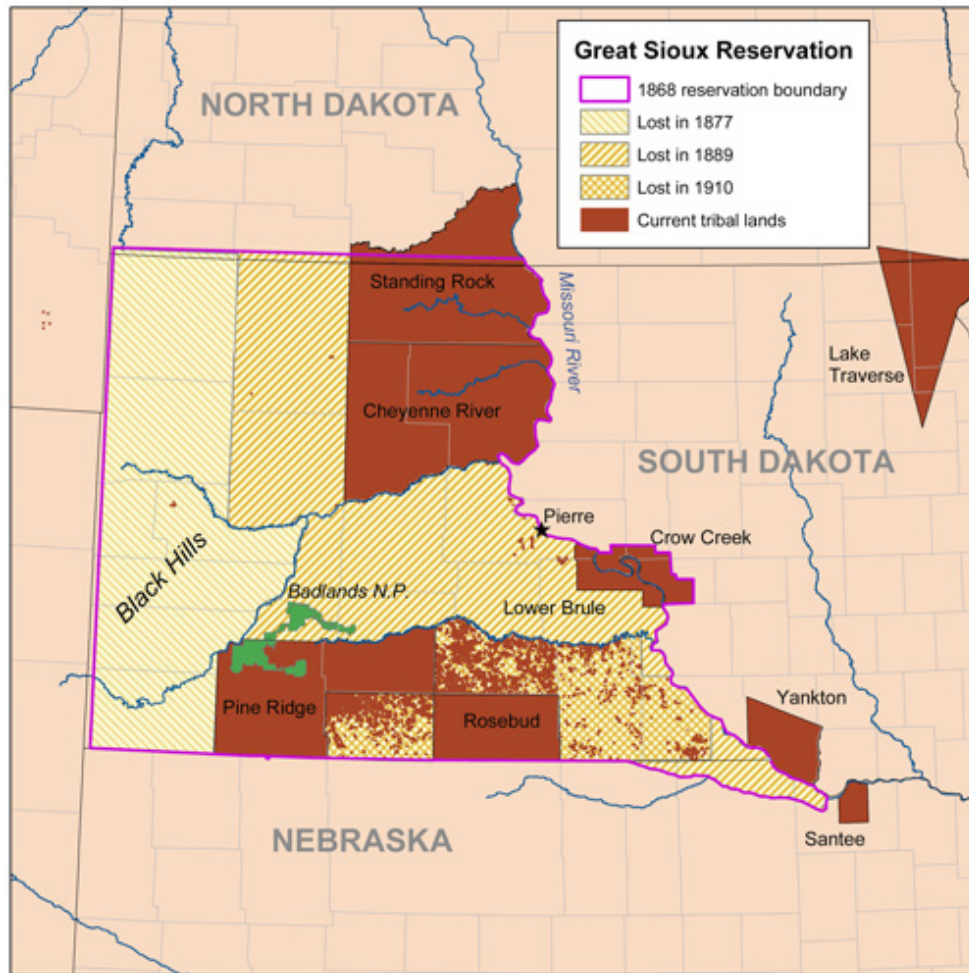 Great Sioux Reservation
1868 reservation boundary
Lost in 1877
Lost in 1889
Lost in 1910
Current tribal lands
NORTH DAKOTA
Standing Rock
Missouri River
Lake
Traverse
Cheyenne River
SOUTH DAKOTA
Pierre
Crow Creek
Black Hills
Badlands N.P.
Lower Brule
Pine Ridge
Rosebud
Yankton
Santee
NEBRASKA